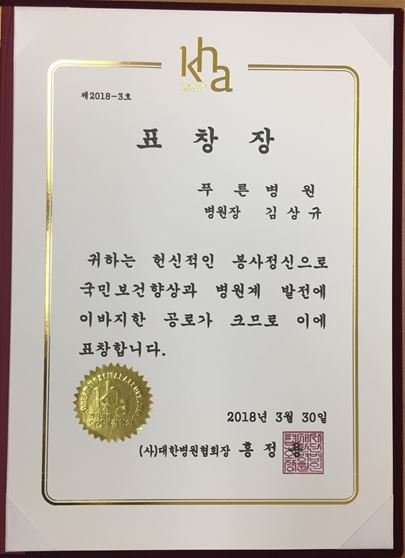 kha
제2018-3호
표창장
푸른병원
병원장 김상규
귀하는 헌신적인 봉사정신으로
국민보건향상과 병원계 발전에
이바지한 공로가 크므로 이에
표창합니다.
kha
2018년 3월 30일
(사)대한병원협회장 홍정용